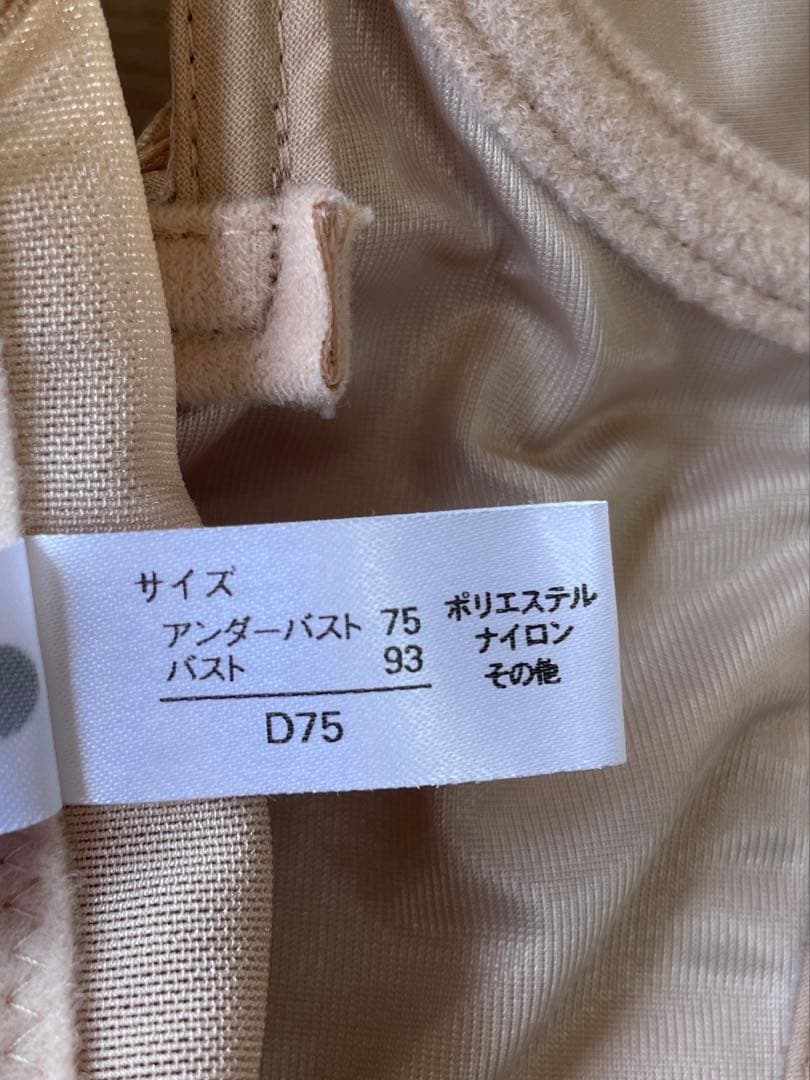 サイズ
アンダーバスト 75
バスト 93
D75
ポリエステル
ナイロン
その他